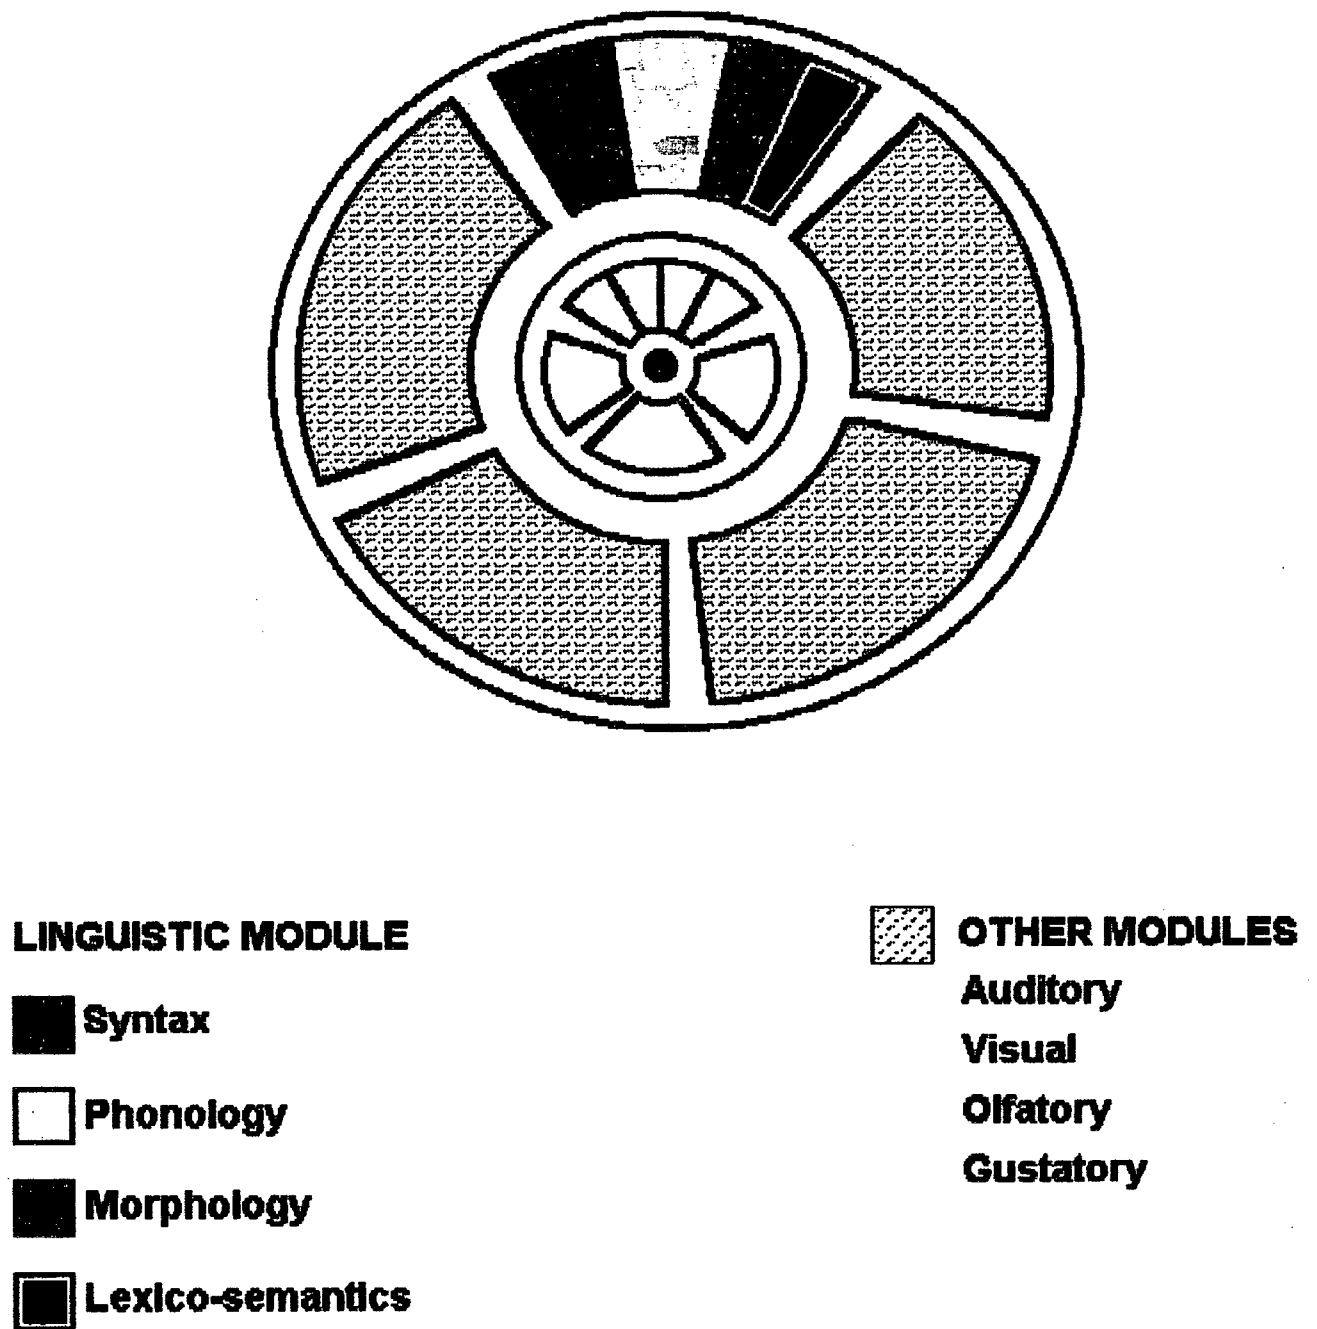 LINGUISTIC MODULE
Syntax
Phonology
Morphology
Lexico-semantics
OTHER MODULES
Auditory
Visual
Olfatory
Gustatory